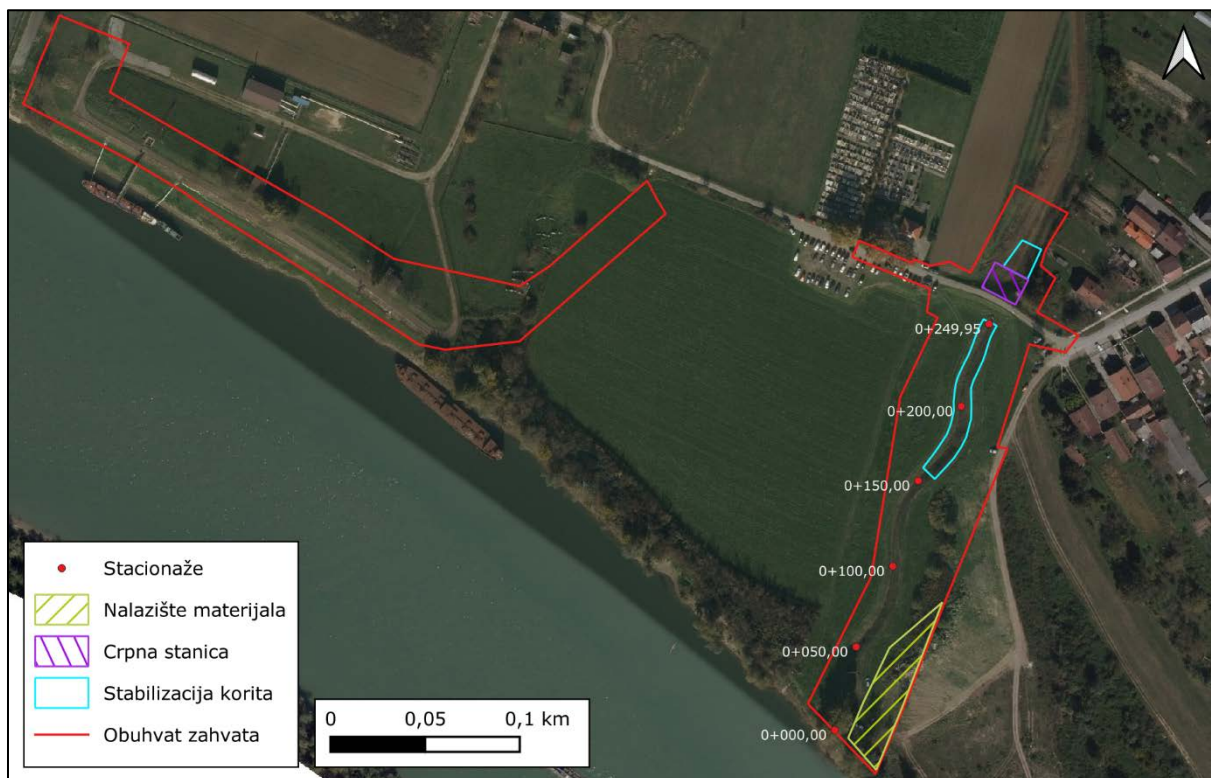 0+249,95
0+200,00
0+150,00
0+100,00
0+050,00
0+000,00
Stacionaže
Nalazište materijala
Crpna stanica
Stabilizacija korita
Obuhvat zahvata
0 0,05 0,1 km